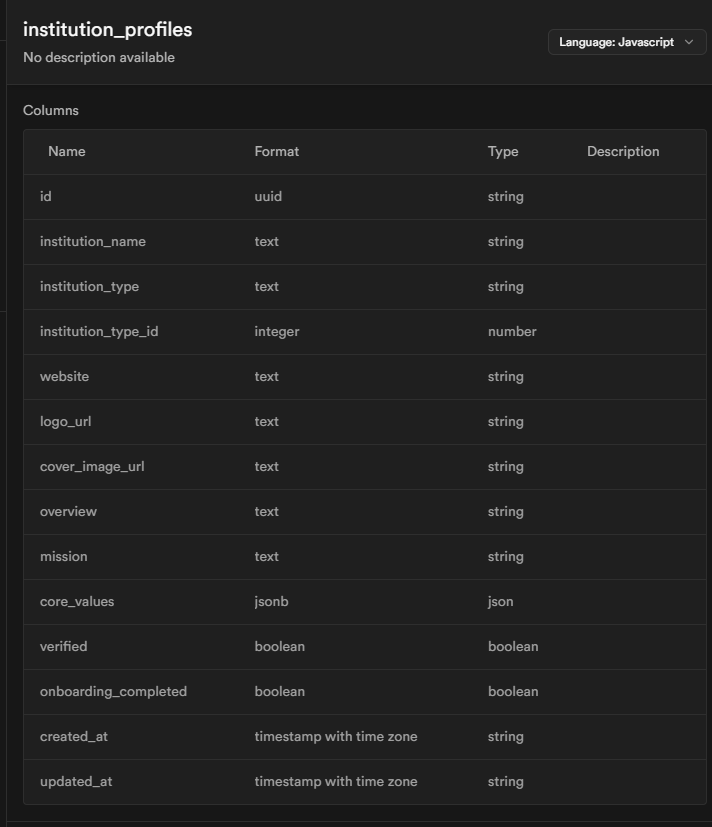 institution_profiles
No description available
Language: Javascript
Columns
Name Format Type Description
id uuid string
institution_name text string
institution_type text string
institution_type_id integer number
website text string
logo_url text string
cover_image_url text string
overview text string
mission text string
core_values jsonb json
verified boolean boolean
onboarding_completed boolean boolean
created_at timestamp with time zone string
updated_at timestamp with time zone string